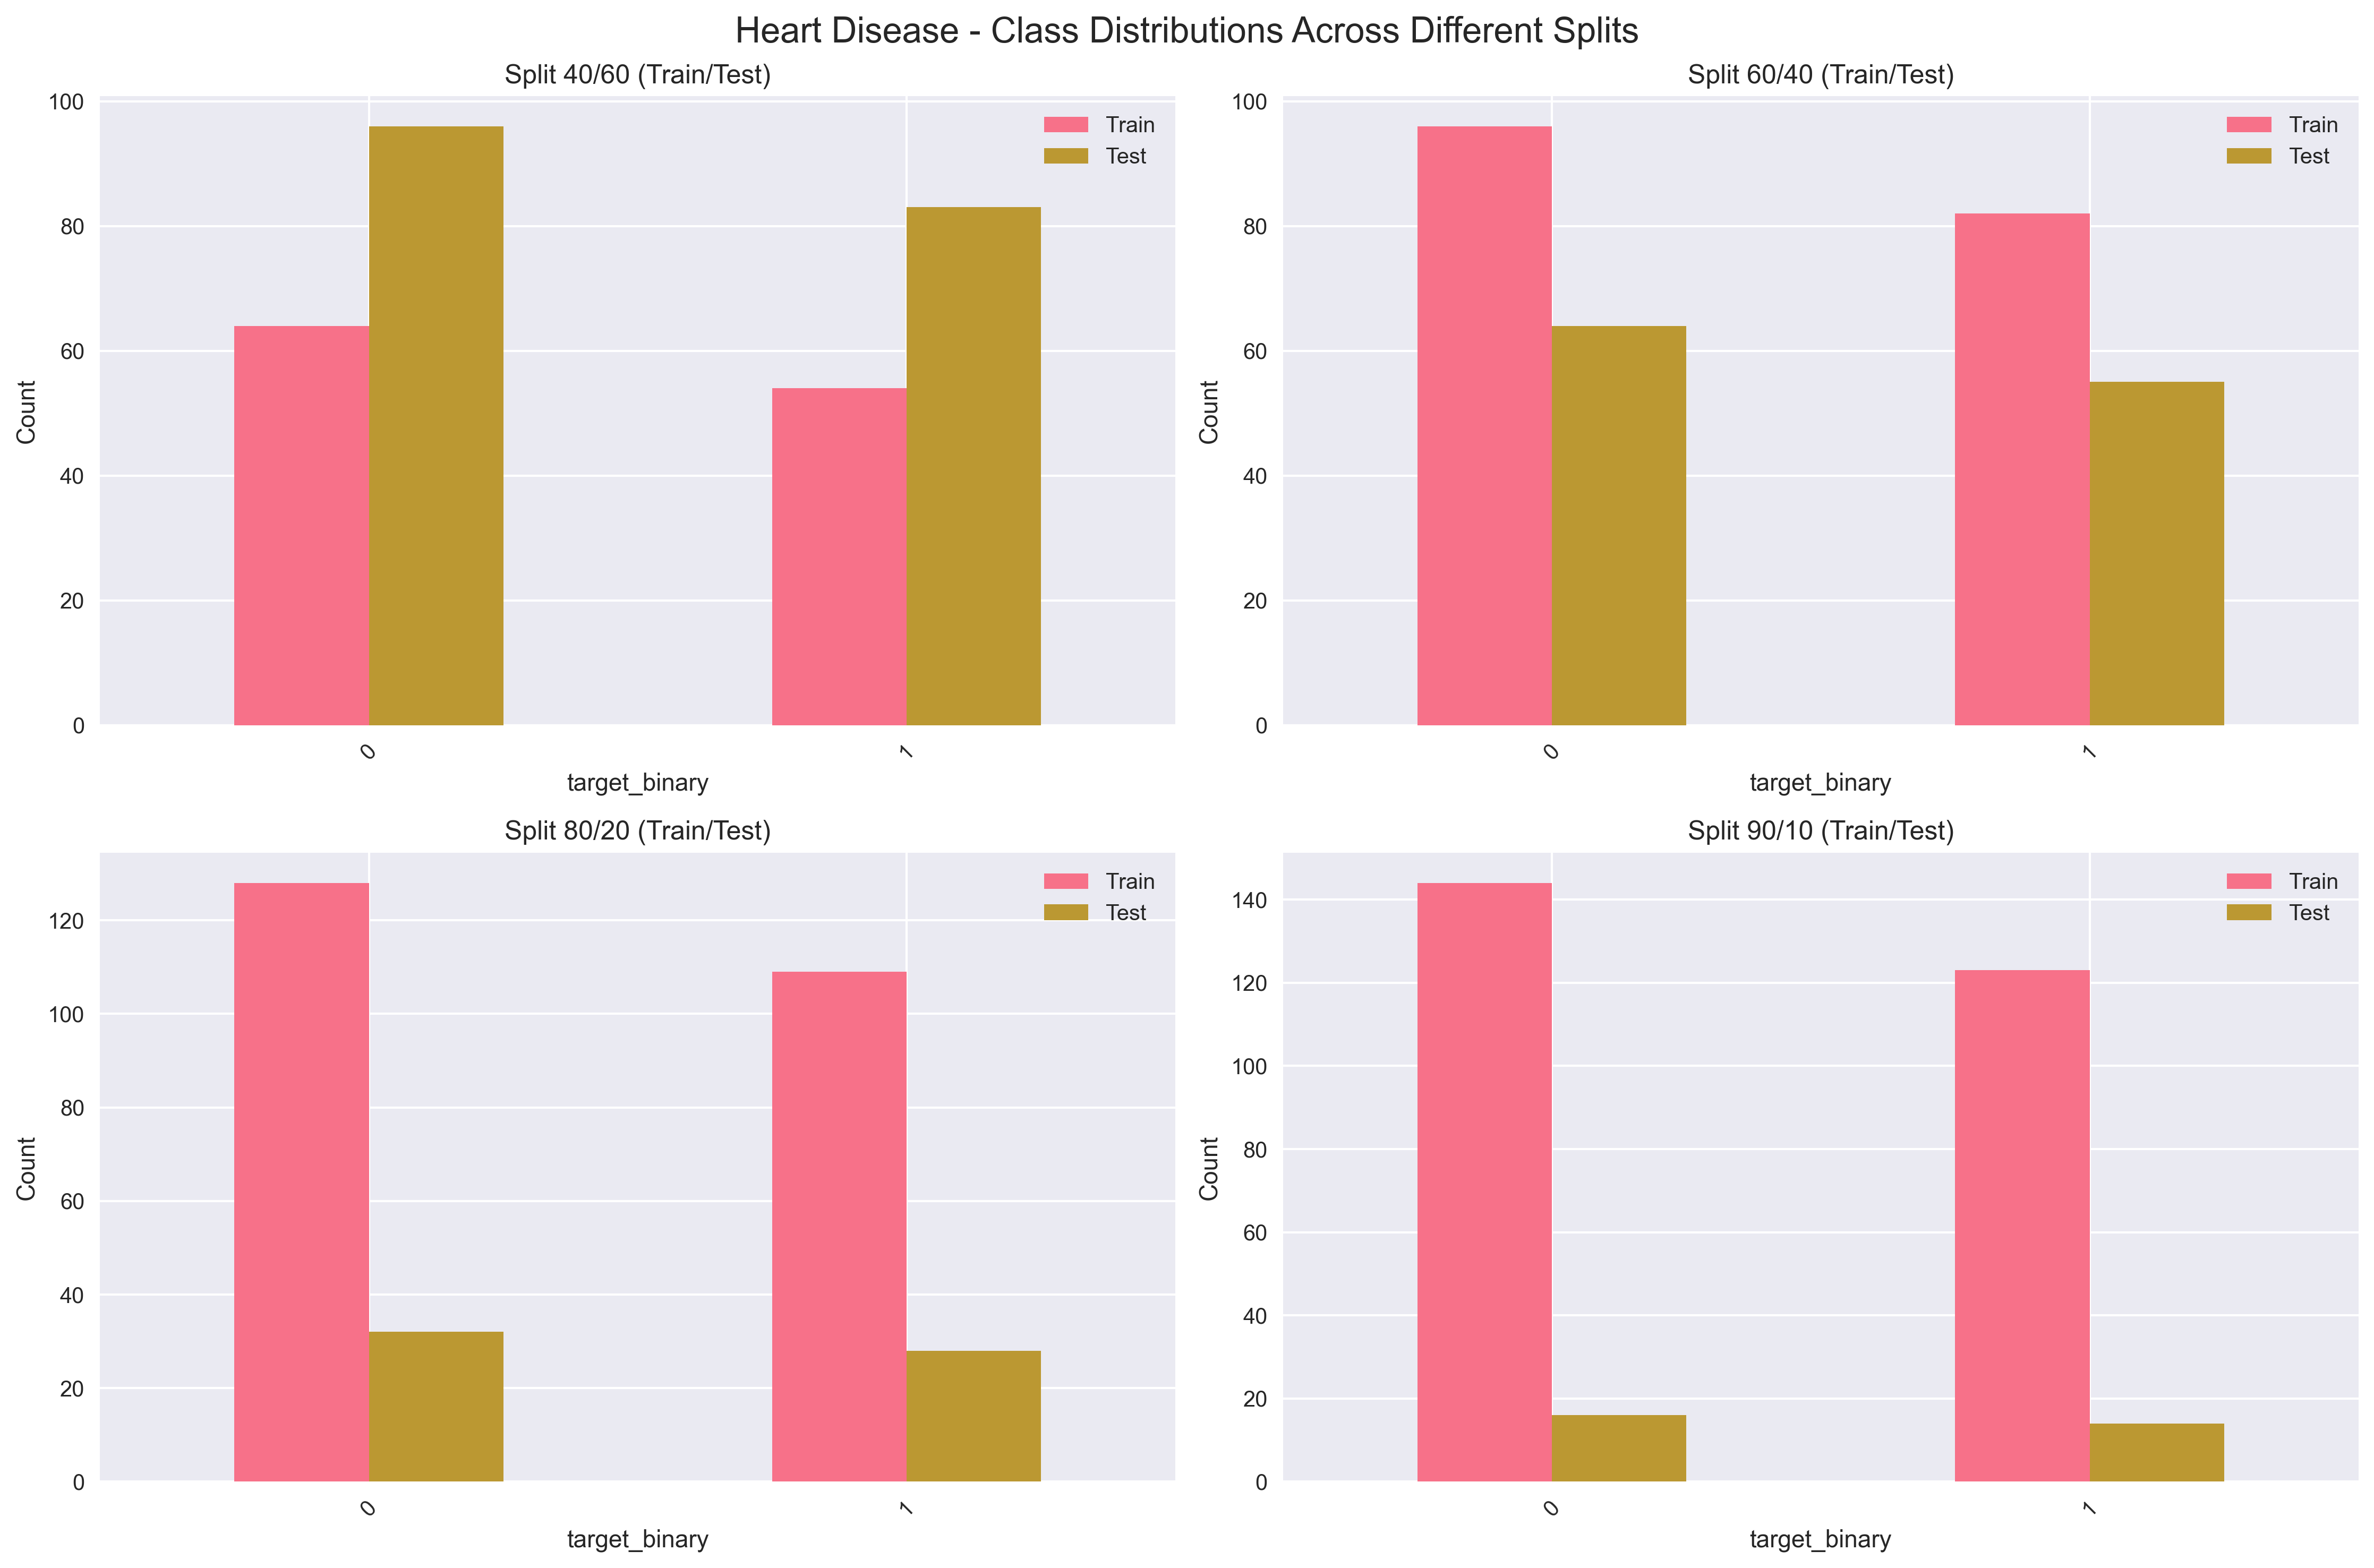 Heart Disease - Class Distributions Across Different Splits
Split 40/60 (Train/Test)
100
80
60
40
20
0
Count
Train
Test
0
1
target_binary
Split 60/40 (Train/Test)
100
80
60
40
20
0
Count
Train
Test
0
1
target_binary
Split 80/20 (Train/Test)
120
100
80
60
40
20
0
Count
Train
Test
0
1
target_binary
Split 90/10 (Train/Test)
140
120
100
80
60
40
20
0
Count
Train
Test
0
1
target_binary